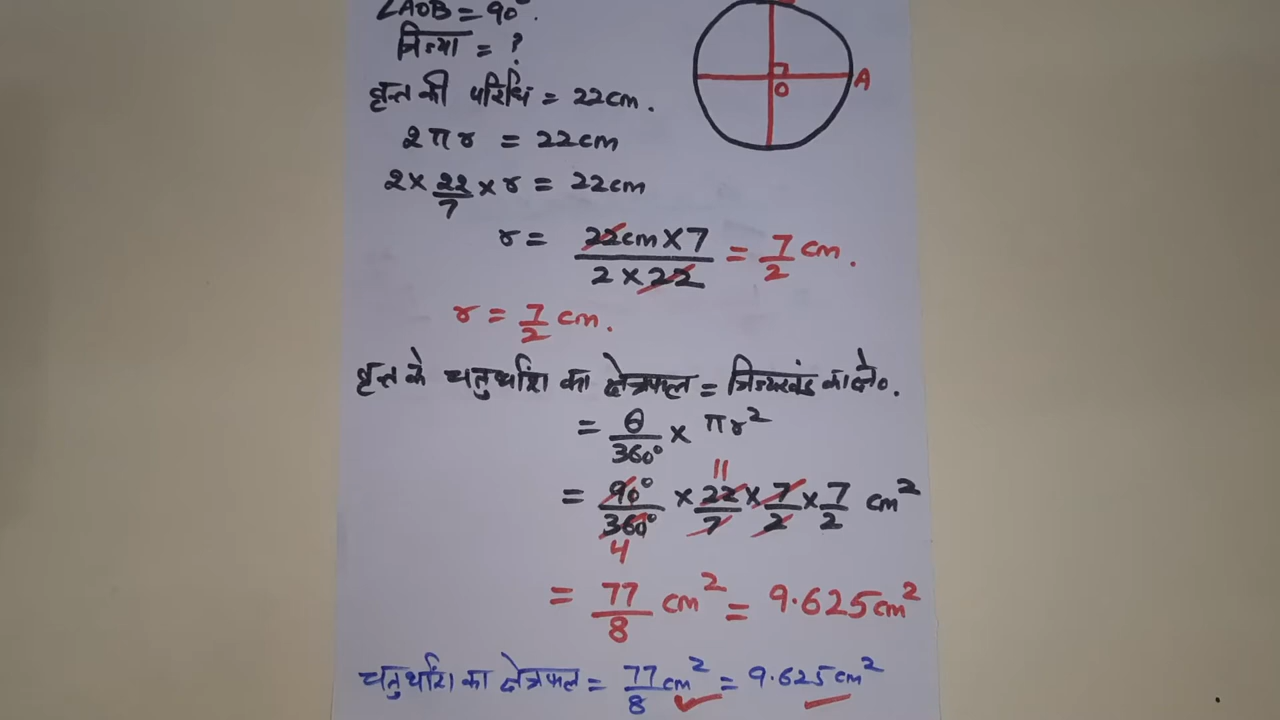 ∠AOB = 90°.
त्रिज्या = ?
वृत्त की परिधि = 22cm.
2πr = 22cm
2 × 22/7 × r = 22cm
r = 22cm × 7 / 2 × 22 = 7/2 cm.
r = 7/2 cm.
वृत्त के चतुर्थांश का क्षेत्रफल = त्रिज्यखंड का क्षे०.
= θ/360° × πr²
11
= 90°/360° × 22/7 × 7/2 × 7/2 cm²
4
= 77/8 cm² = 9.625cm²
चतुर्थांश का क्षेत्रफल = 77/8 cm² = 9.625cm²
A
O